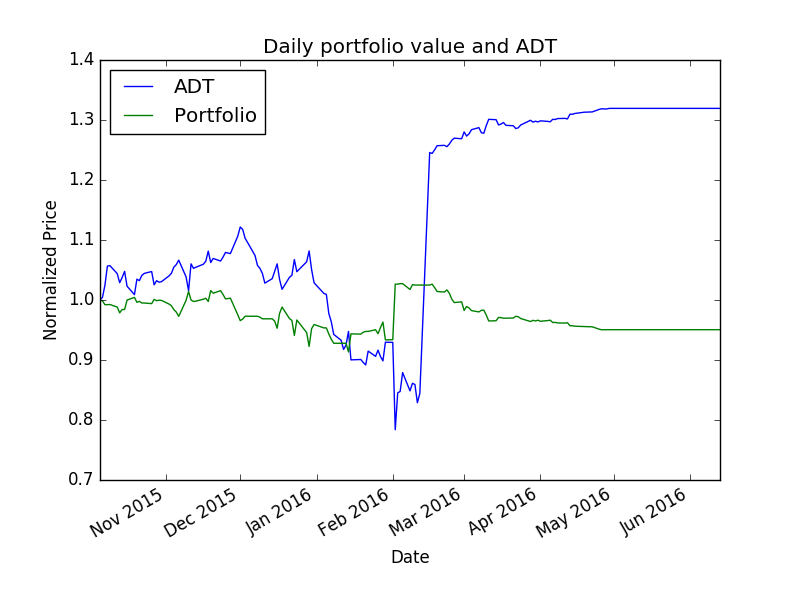 Daily portfolio value and ADT
ADT
Portfolio
Normalized Price
1.4
1.3
1.2
1.1
1.0
0.9
0.8
0.7
Nov 2015
Dec 2015
Jan 2016
Feb 2016
Mar 2016
Apr 2016
May 2016
Jun 2016
Date